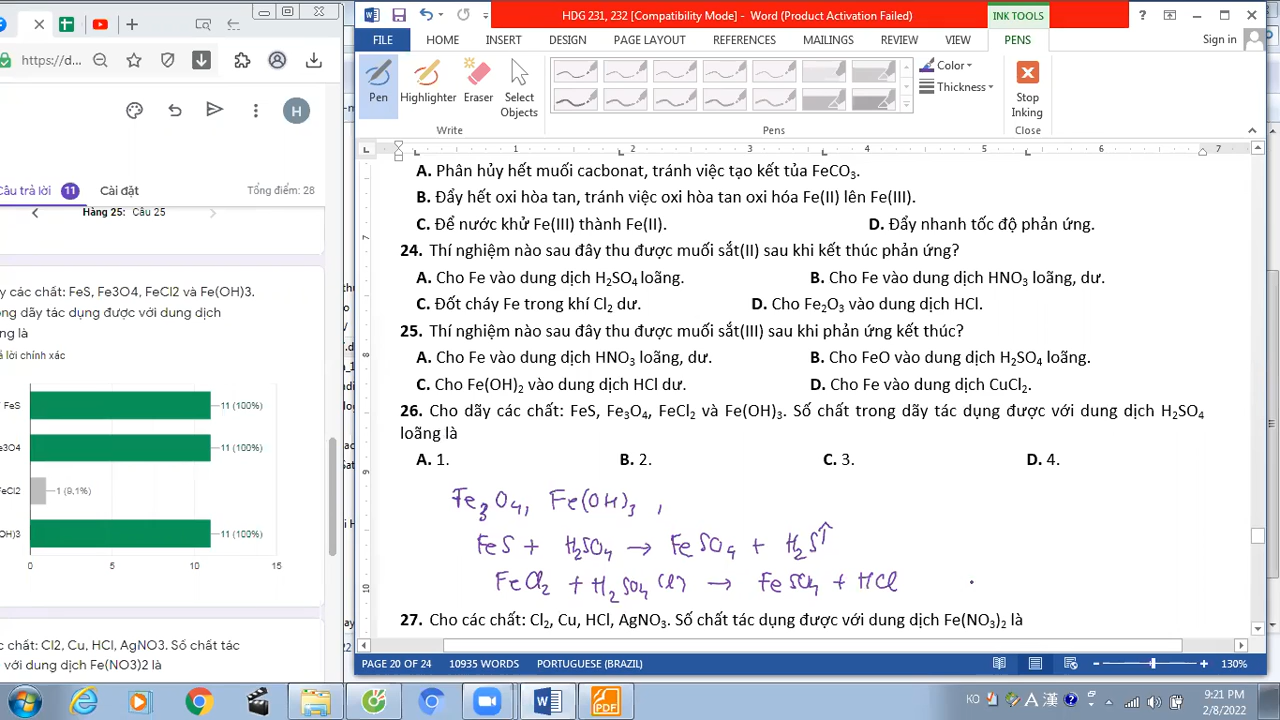 HDG 231, 232 [Compatibility Mode] - Word (Product Activation Failed)
INK TOOLS
FILE HOME INSERT DESIGN PAGE LAYOUT REFERENCES MAILINGS REVIEW VIEW PENS
Sign in
Pen Highlighter Eraser Select Objects
Color
Thickness
Stop Inking
Write Pens Close
https://d...
H
Câu trả lời 11 Cài đặt Tổng điểm: 28
Hàng 25: Câu 25
y các chất: FeS, Fe3O4, FeCl2 và Fe(OH)3.
ong dãy tác dụng được với dung dịch
là
ả lời chính xác
FeS 11 (100%)
e3O4 11 (100%)
eCl2 1 (9.1%)
OH)3 11 (100%)
0 5 10 15
c chất: Cl2, Cu, HCl, AgNO3. Số chất tác
với dung dịch Fe(NO3)2 là
A. Phân hủy hết muối cacbonat, tránh việc tạo kết tủa FeCO₃.
B. Đẩy hết oxi hòa tan, tránh việc oxi hòa tan oxi hóa Fe(II) lên Fe(III).
C. Để nước khử Fe(III) thành Fe(II). D. Đẩy nhanh tốc độ phản ứng.
24. Thí nghiệm nào sau đây thu được muối sắt(II) sau khi kết thúc phản ứng?
A. Cho Fe vào dung dịch H₂SO₄ loãng. B. Cho Fe vào dung dịch HNO₃ loãng, dư.
C. Đốt cháy Fe trong khí Cl₂ dư. D. Cho Fe₂O₃ vào dung dịch HCl.
25. Thí nghiệm nào sau đây thu được muối sắt(III) sau khi phản ứng kết thúc?
A. Cho Fe vào dung dịch HNO₃ loãng, dư. B. Cho FeO vào dung dịch H₂SO₄ loãng.
C. Cho Fe(OH)₂ vào dung dịch HCl dư. D. Cho Fe vào dung dịch CuCl₂.
26. Cho dãy các chất: FeS, Fe₃O₄, FeCl₂ và Fe(OH)₃. Số chất trong dãy tác dụng được với dung dịch H₂SO₄
loãng là
A. 1. B. 2. C. 3. D. 4.
Fe₃O₄, Fe(OH)₃ ,
FeS + H₂SO₄ → FeSO₄ + H₂S↑
FeCl₂ + H₂SO₄ (l) → FeSO₄ + HCl
27. Cho các chất: Cl₂, Cu, HCl, AgNO₃. Số chất tác dụng được với dung dịch Fe(NO₃)₂ là
PAGE 20 OF 24 10935 WORDS PORTUGUESE (BRAZIL) 130%
KO A 漢
9:21 PM
2/8/2022